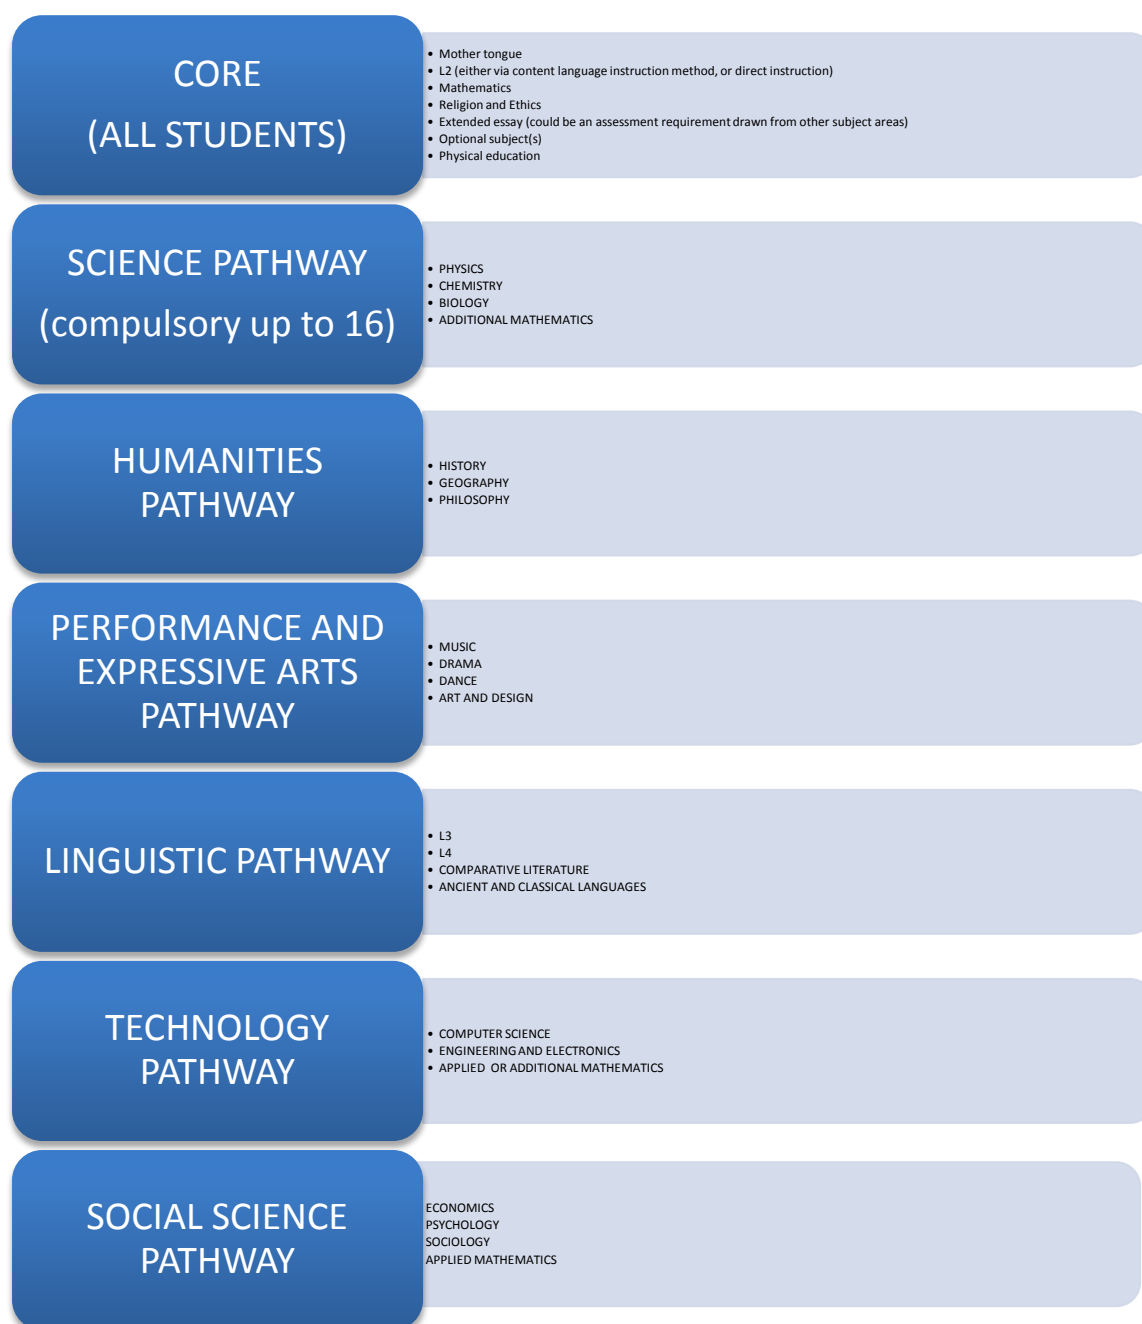 CORE
(ALL STUDENTS)
• Mother tongue
• L2 (either via content language instruction method, or direct instruction)
• Mathematics
• Religion and Ethics
• Extended essay (could be an assessment requirement drawn from other subject areas)
• Optional subject(s)
• Physical education
SCIENCE PATHWAY
(compulsory up to 16)
• PHYSICS
• CHEMISTRY
• BIOLOGY
• ADDITIONAL MATHEMATICS
HUMANITIES
PATHWAY
• HISTORY
• GEOGRAPHY
• PHILOSOPHY
PERFORMANCE AND
EXPRESSIVE ARTS
PATHWAY
• MUSIC
• DRAMA
• DANCE
• ART AND DESIGN
LINGUISTIC PATHWAY
• L3
• L4
• COMPARATIVE LITERATURE
• ANCIENT AND CLASSICAL LANGUAGES
TECHNOLOGY
PATHWAY
• COMPUTER SCIENCE
• ENGINEERING AND ELECTRONICS
• APPLIED OR ADDITIONAL MATHEMATICS
SOCIAL SCIENCE
PATHWAY
ECONOMICS
PSYCHOLOGY
SOCIOLOGY
APPLIED MATHEMATICS